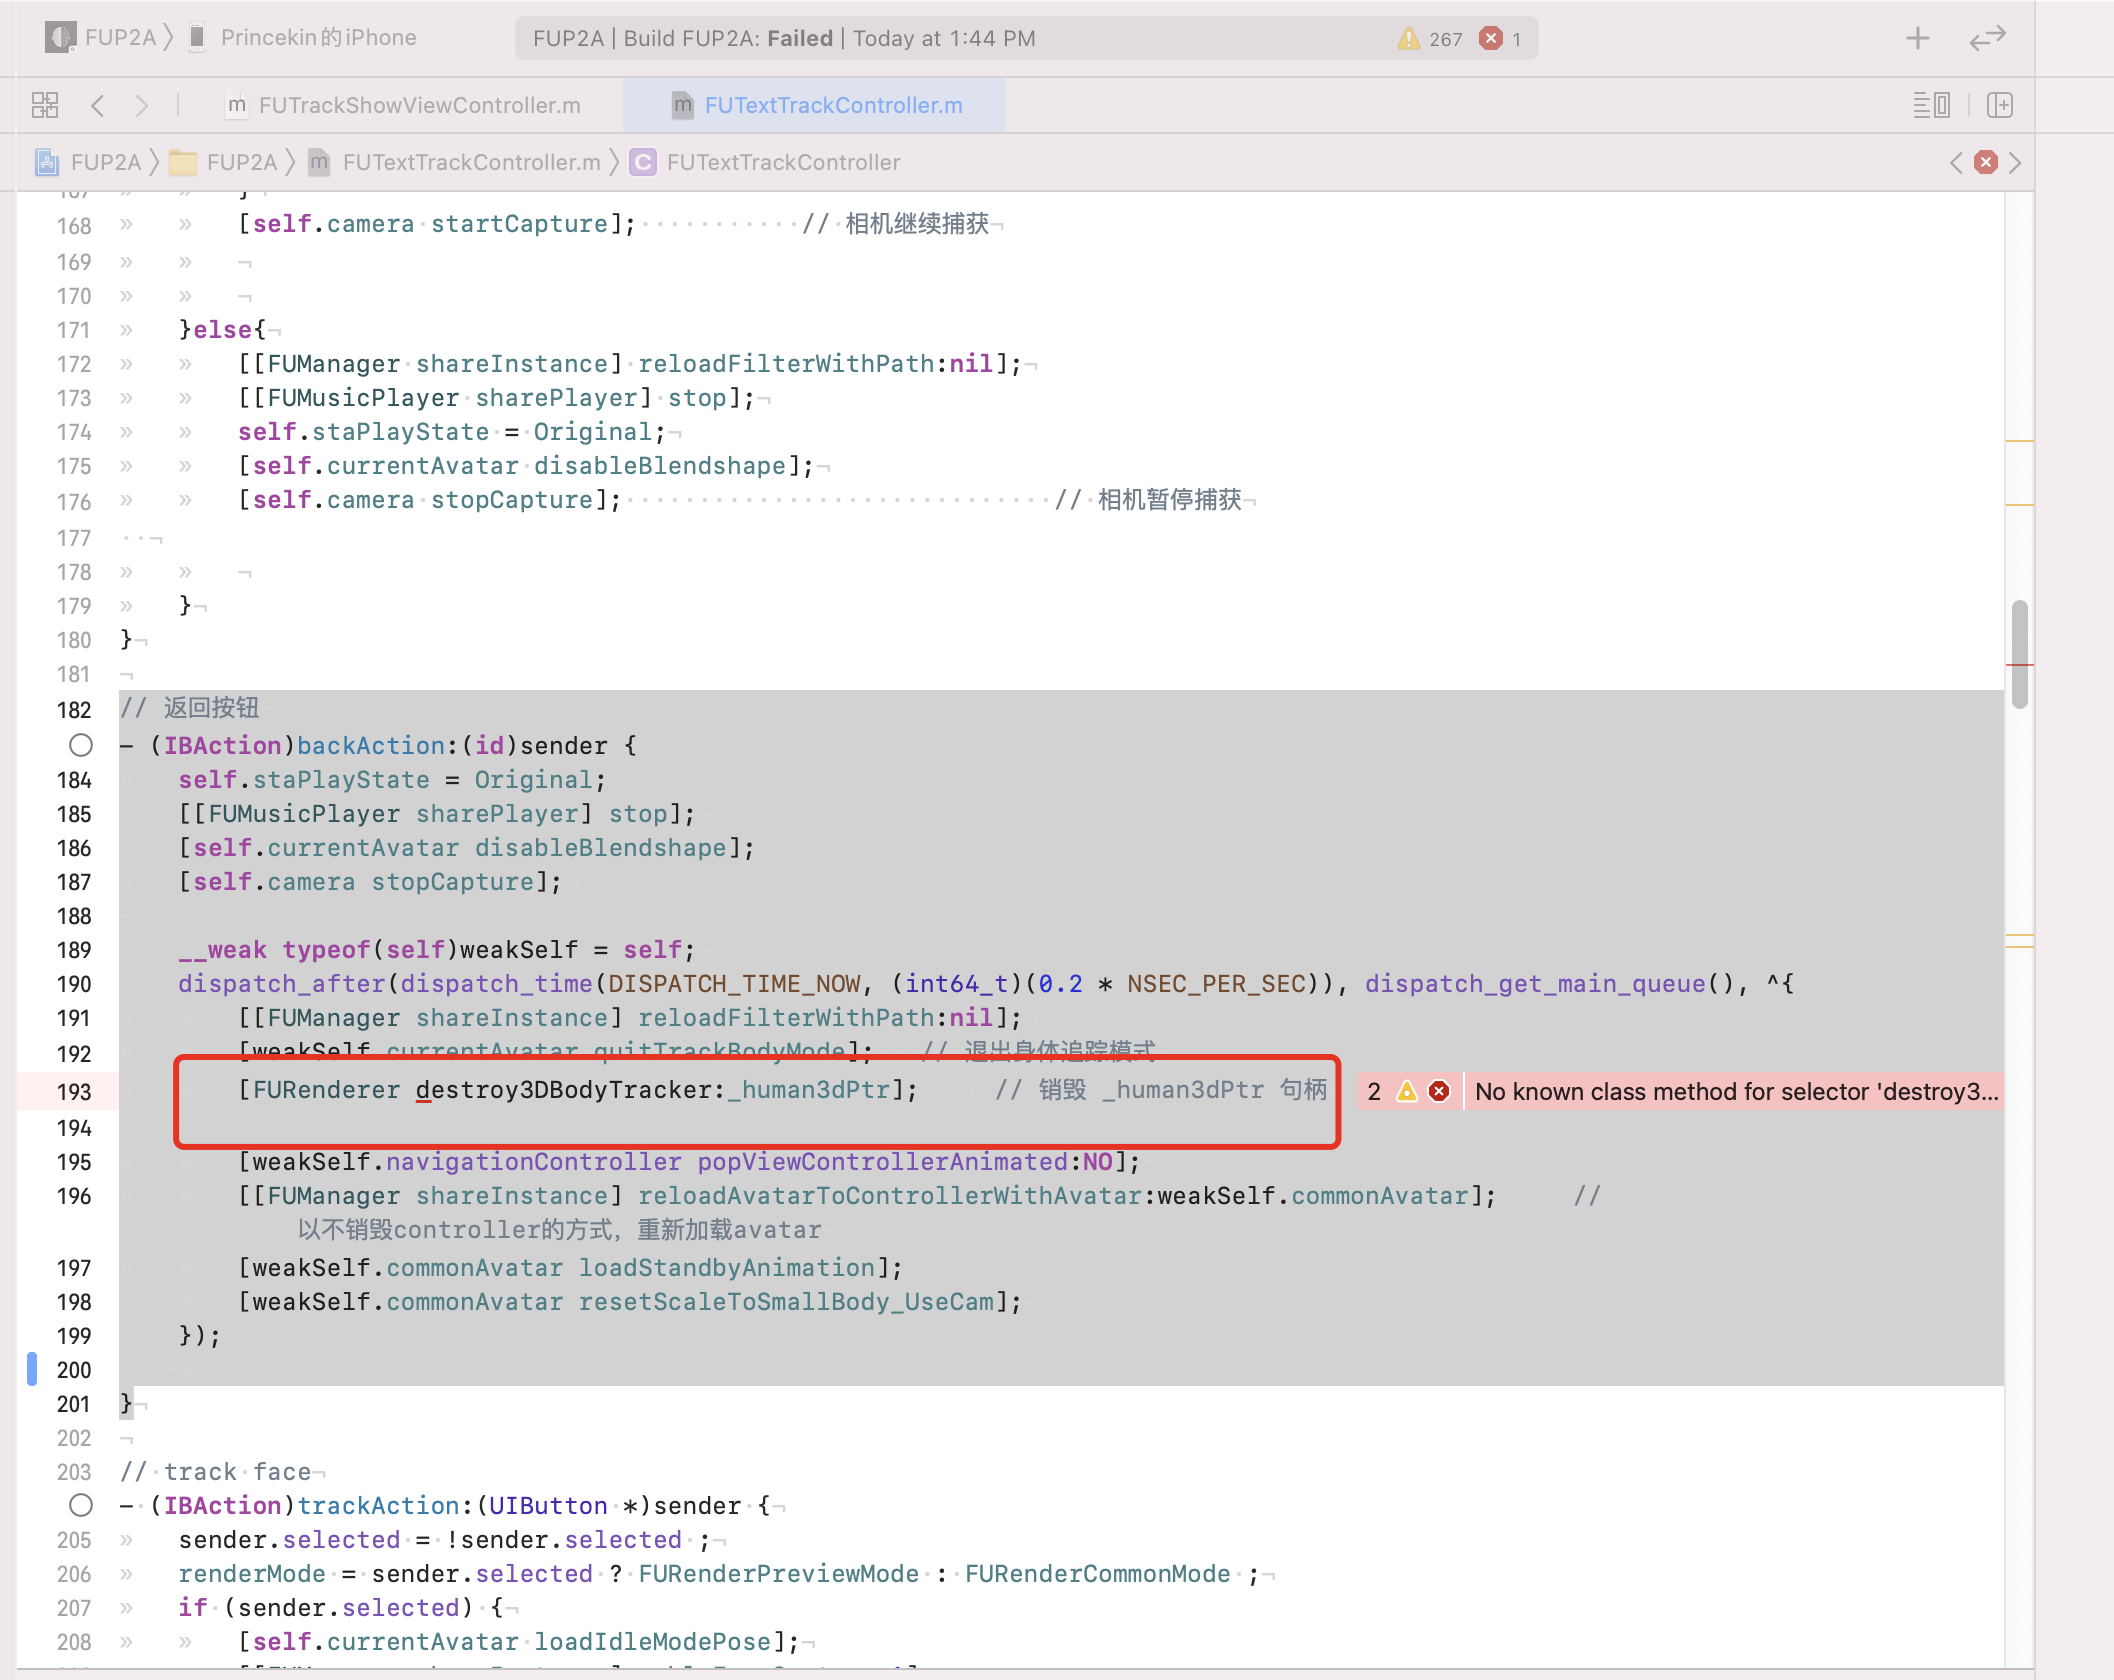 FUP2A 〉 Princekin的iPhone
FUP2A | Build FUP2A: Failed | Today at 1:44 PM 267 1
FUTrackShowViewController.m
FUTextTrackController.m
FUP2A 〉 FUP2A 〉 m FUTextTrackController.m 〉 C FUTextTrackController
167 }
168 [self.camera startCapture]; // 相机继续捕获
169
170
171 }else{
172 [[FUManager shareInstance] reloadFilterWithPath:nil];
173 [[FUMusicPlayer sharePlayer] stop];
174 self.staPlayState = Original;
175 [self.currentAvatar disableBlendshape];
176 [self.camera stopCapture]; // 相机暂停捕获
177
178
179 }
180 }
181
182 // 返回按钮
- (IBAction)backAction:(id)sender {
184 self.staPlayState = Original;
185 [[FUMusicPlayer sharePlayer] stop];
186 [self.currentAvatar disableBlendshape];
187 [self.camera stopCapture];
188
189 __weak typeof(self)weakSelf = self;
190 dispatch_after(dispatch_time(DISPATCH_TIME_NOW, (int64_t)(0.2 * NSEC_PER_SEC)), dispatch_get_main_queue(), ^{
191 [[FUManager shareInstance] reloadFilterWithPath:nil];
192 [weakSelf.currentAvatar quitTrackBodyMode]; // 退出身体追踪模式
193 [FURenderer destroy3DBodyTracker:_human3dPtr]; // 销毁 _human3dPtr 句柄 2 No known class method for selector 'destroy3...
194
195 [weakSelf.navigationController popViewControllerAnimated:NO];
196 [[FUManager shareInstance] reloadAvatarToControllerWithAvatar:weakSelf.commonAvatar]; //
以不销毁controller的方式，重新加载avatar
197 [weakSelf.commonAvatar loadStandbyAnimation];
198 [weakSelf.commonAvatar resetScaleToSmallBody_UseCam];
199 });
200
201 }
202
203 // track face
- (IBAction)trackAction:(UIButton *)sender {
205 sender.selected = !sender.selected ;
206 renderMode = sender.selected ? FURenderPreviewMode : FURenderCommonMode ;
207 if (sender.selected) {
208 [self.currentAvatar loadIdleModePose];